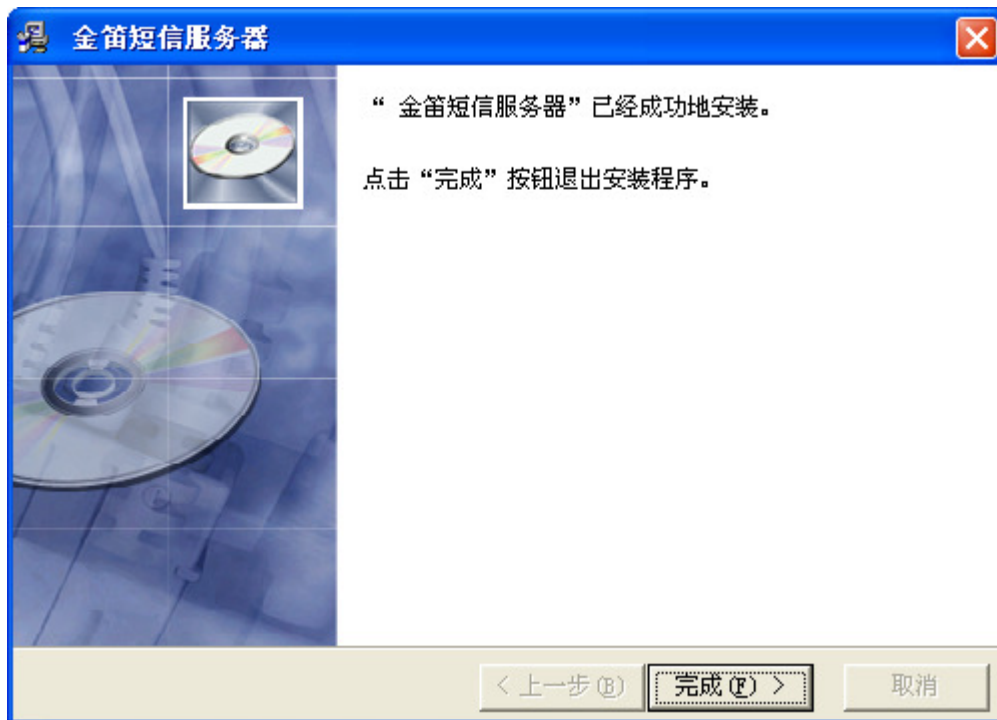 金笛短信服务器
“ 金笛短信服务器”已经成功地安装。
点击“完成”按钮退出安装程序。
< 上一步(B)
完成(F) >
取消